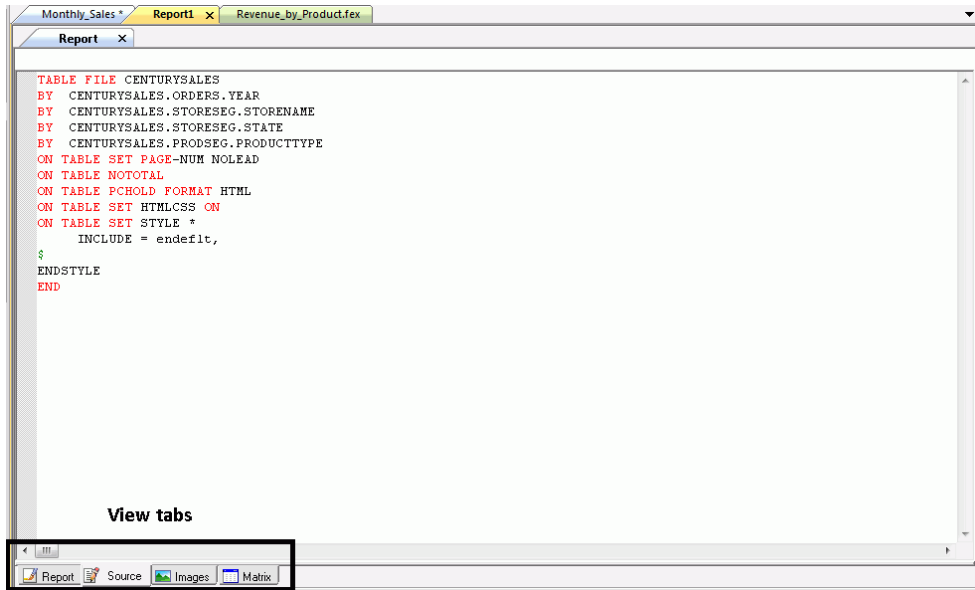 Monthly_Sales * Report1 x Revenue_by_Product.fex
Report x
TABLE FILE CENTURYSALES
BY CENTURYSALES.ORDERS.YEAR
BY CENTURYSALES.STORESEG.STORENAME
BY CENTURYSALES.STORESEG.STATE
BY CENTURYSALES.PRODSEG.PRODUCTTYPE
ON TABLE SET PAGE-NUM NOLEAD
ON TABLE NOTOTAL
ON TABLE PCHOLD FORMAT HTML
ON TABLE SET HTMLCSS ON
ON TABLE SET STYLE *
INCLUDE = endeflt,
$
ENDSTYLE
END
View tabs
Report Source Images Matrix